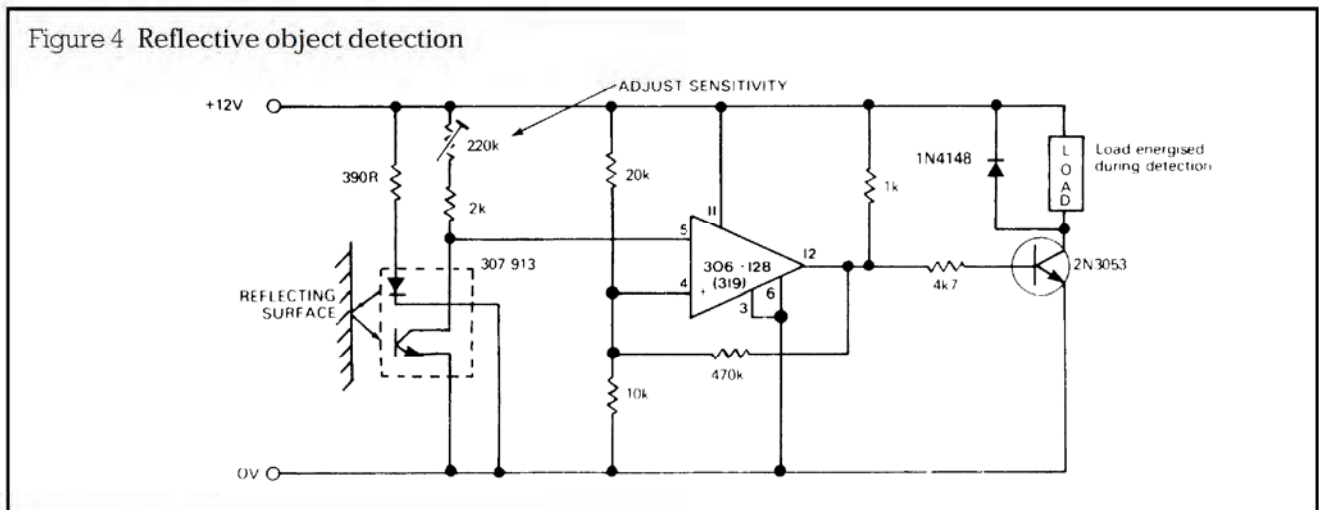 Figure 4 Reflective object detection
ADJUST SENSITIVITY
+12V
220k
390R
2k
20k
1N4148
LOAD
Load energised
during detection
1k
11
5
12
306-128
(319)
4
+
3
6
4k7
2N3053
307 913
REFLECTING
SURFACE
470k
10k
0V